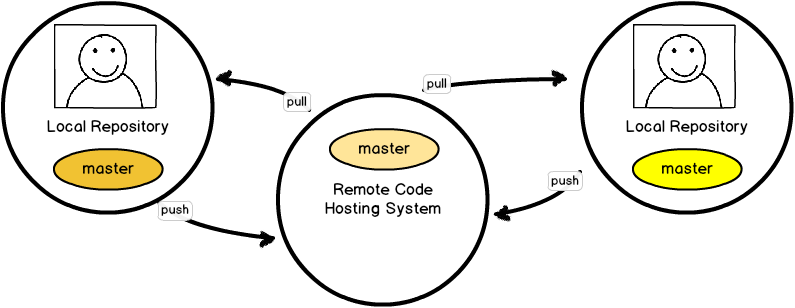 Local Repository
master
pull
push
master
Remote Code
Hosting System
pull
push
Local Repository
master